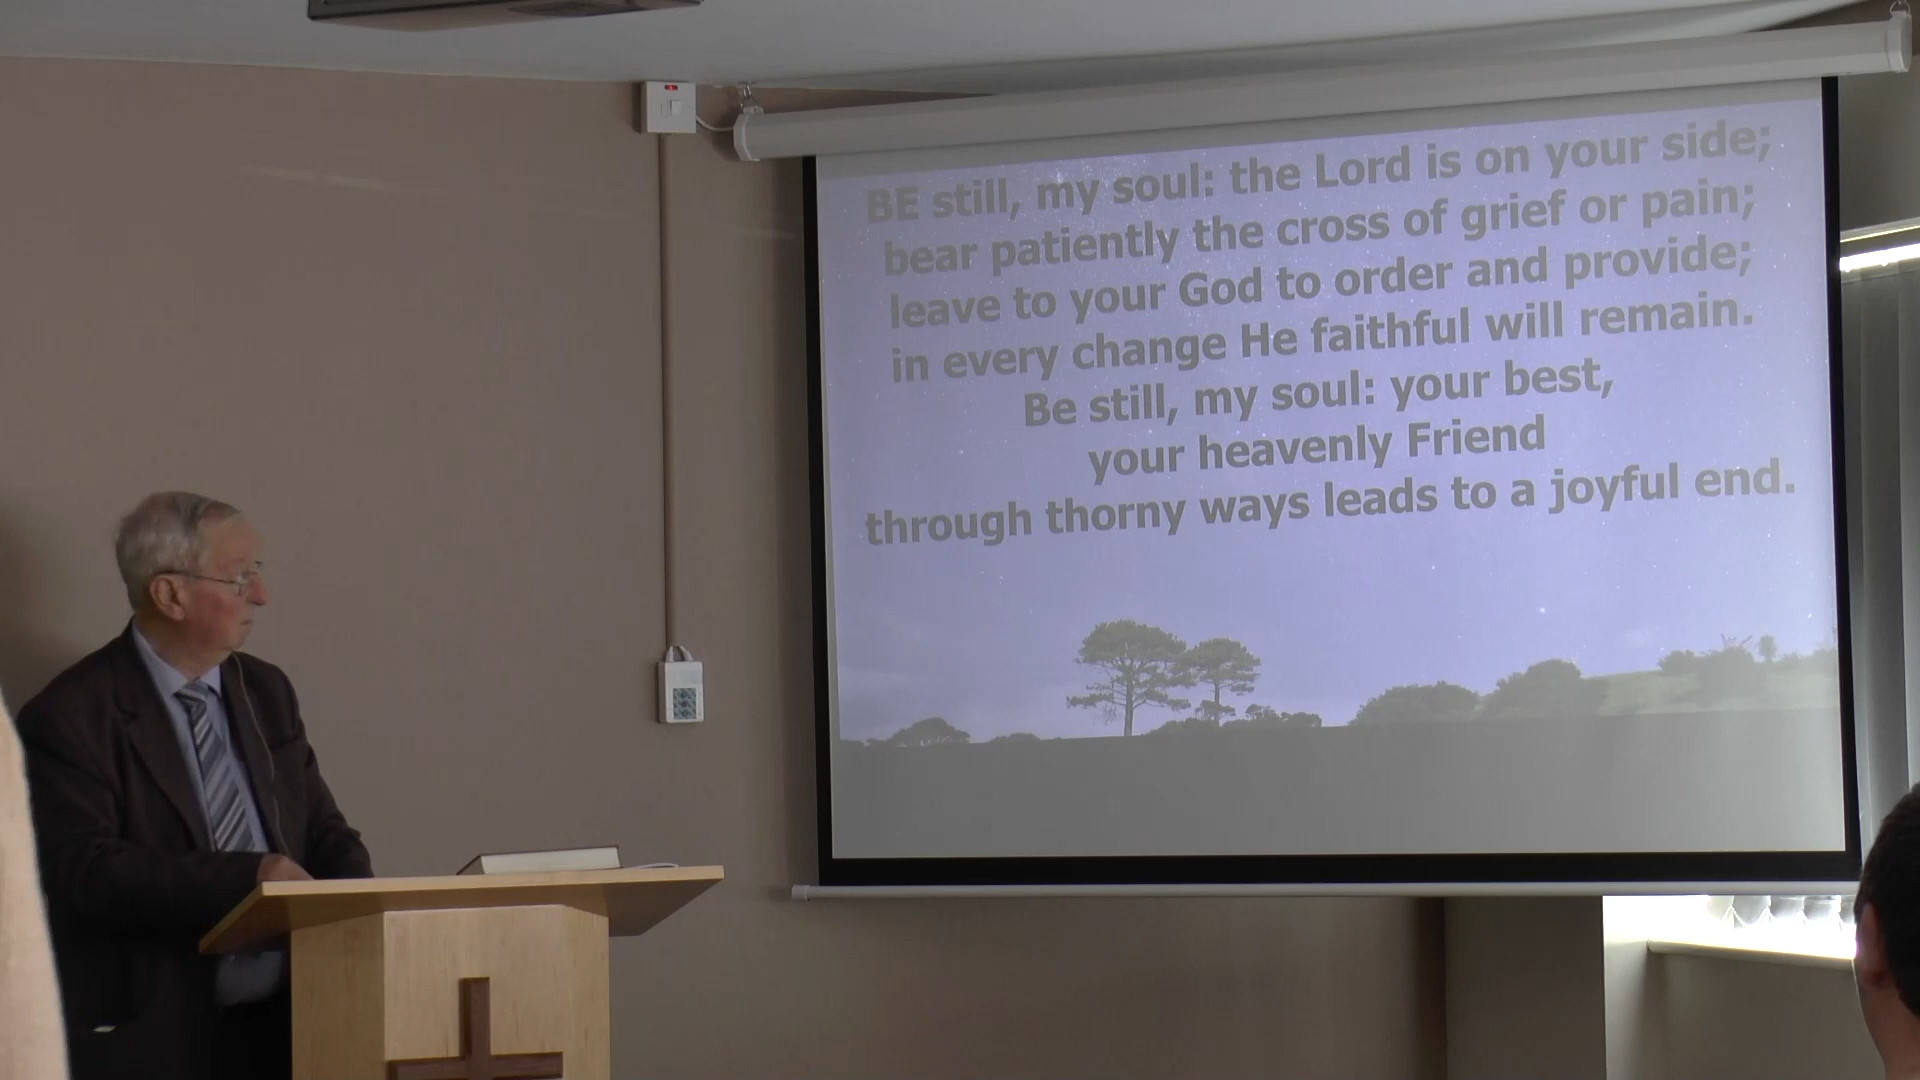 BE still, my soul: the Lord is on your side;
bear patiently the cross of grief or pain;
leave to your God to order and provide;
in every change He faithful will remain.
Be still, my soul: your best,
your heavenly Friend
through thorny ways leads to a joyful end.